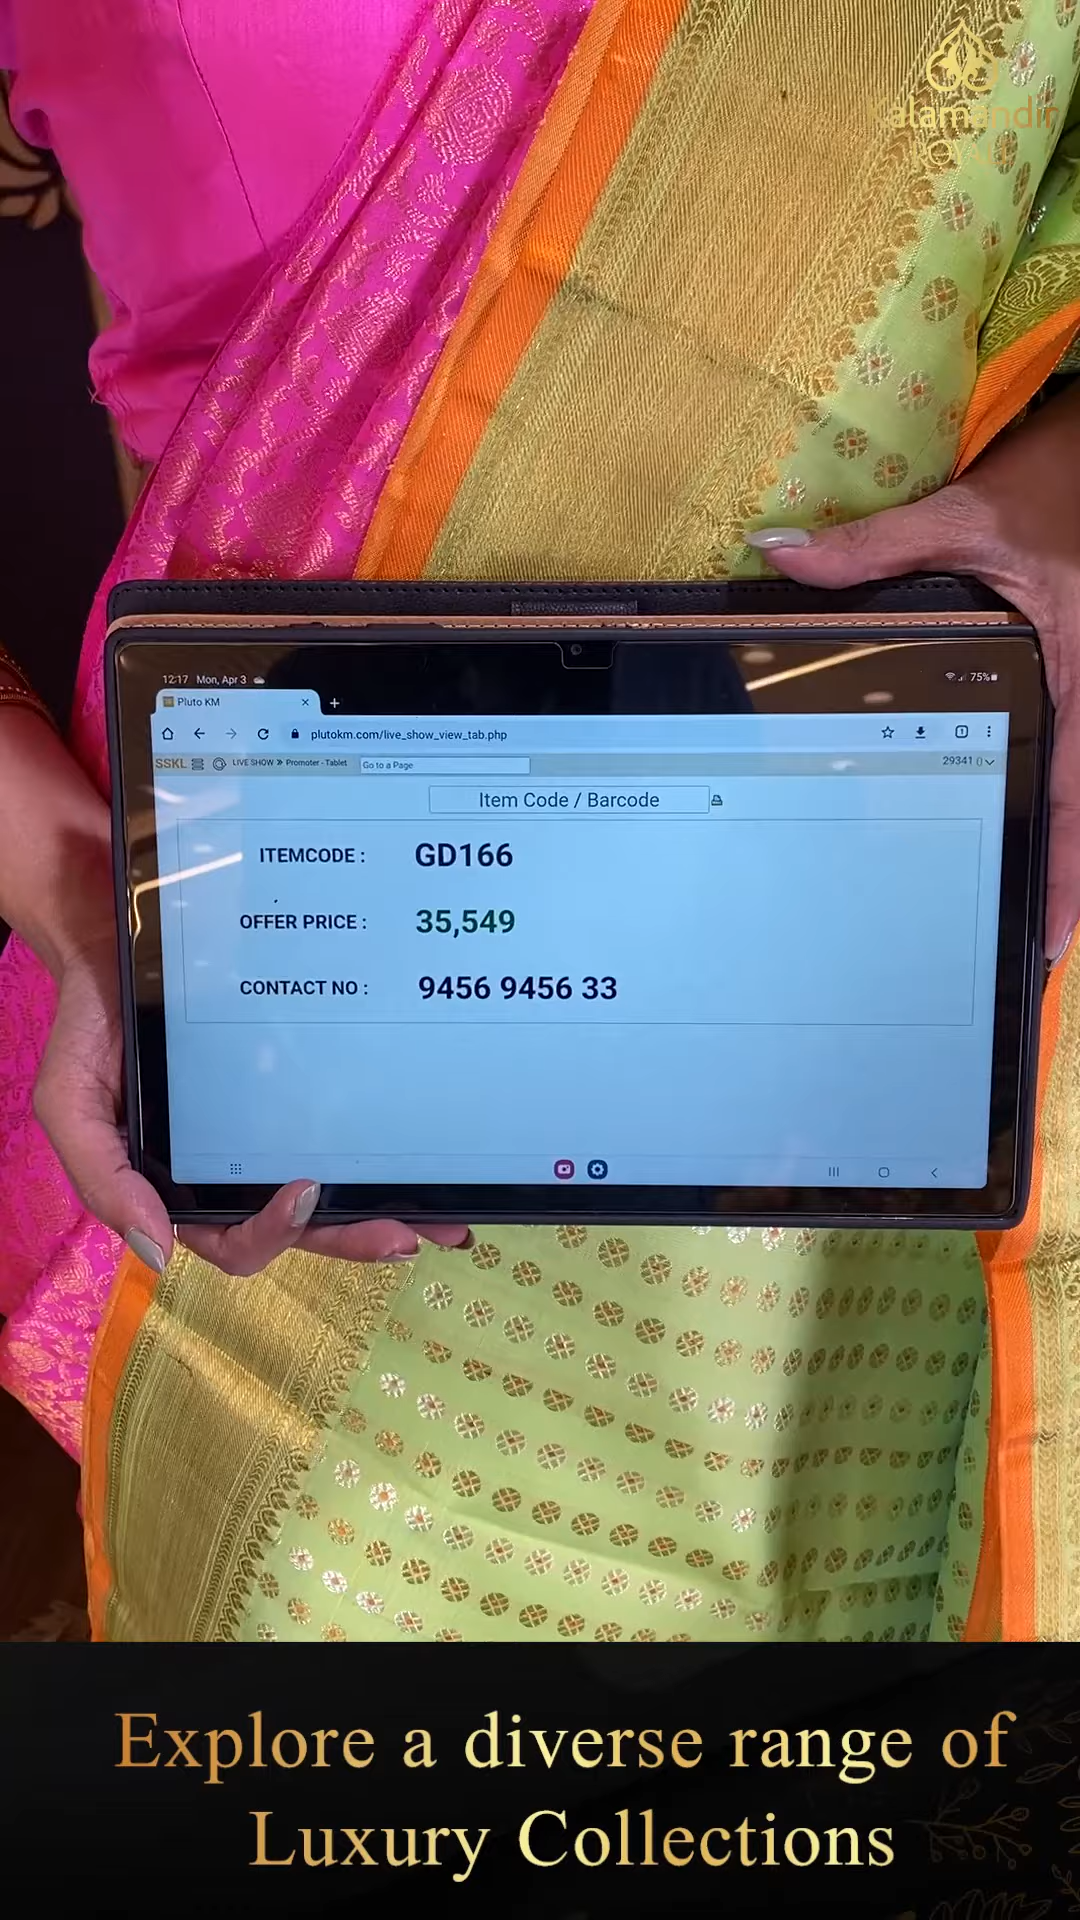 Kalamandir
ROYALE
12:17 Mon, Apr 3
75%
Pluto KM
plutokm.com/live_show_view_tab.php
SSKL
LIVE SHOW » Promoter - Tablet
Go to a Page
29341 ()
Item Code / Barcode
ITEMCODE : GD166
OFFER PRICE : 35,549
CONTACT NO : 9456 9456 33
Explore a diverse range of
Luxury Collections